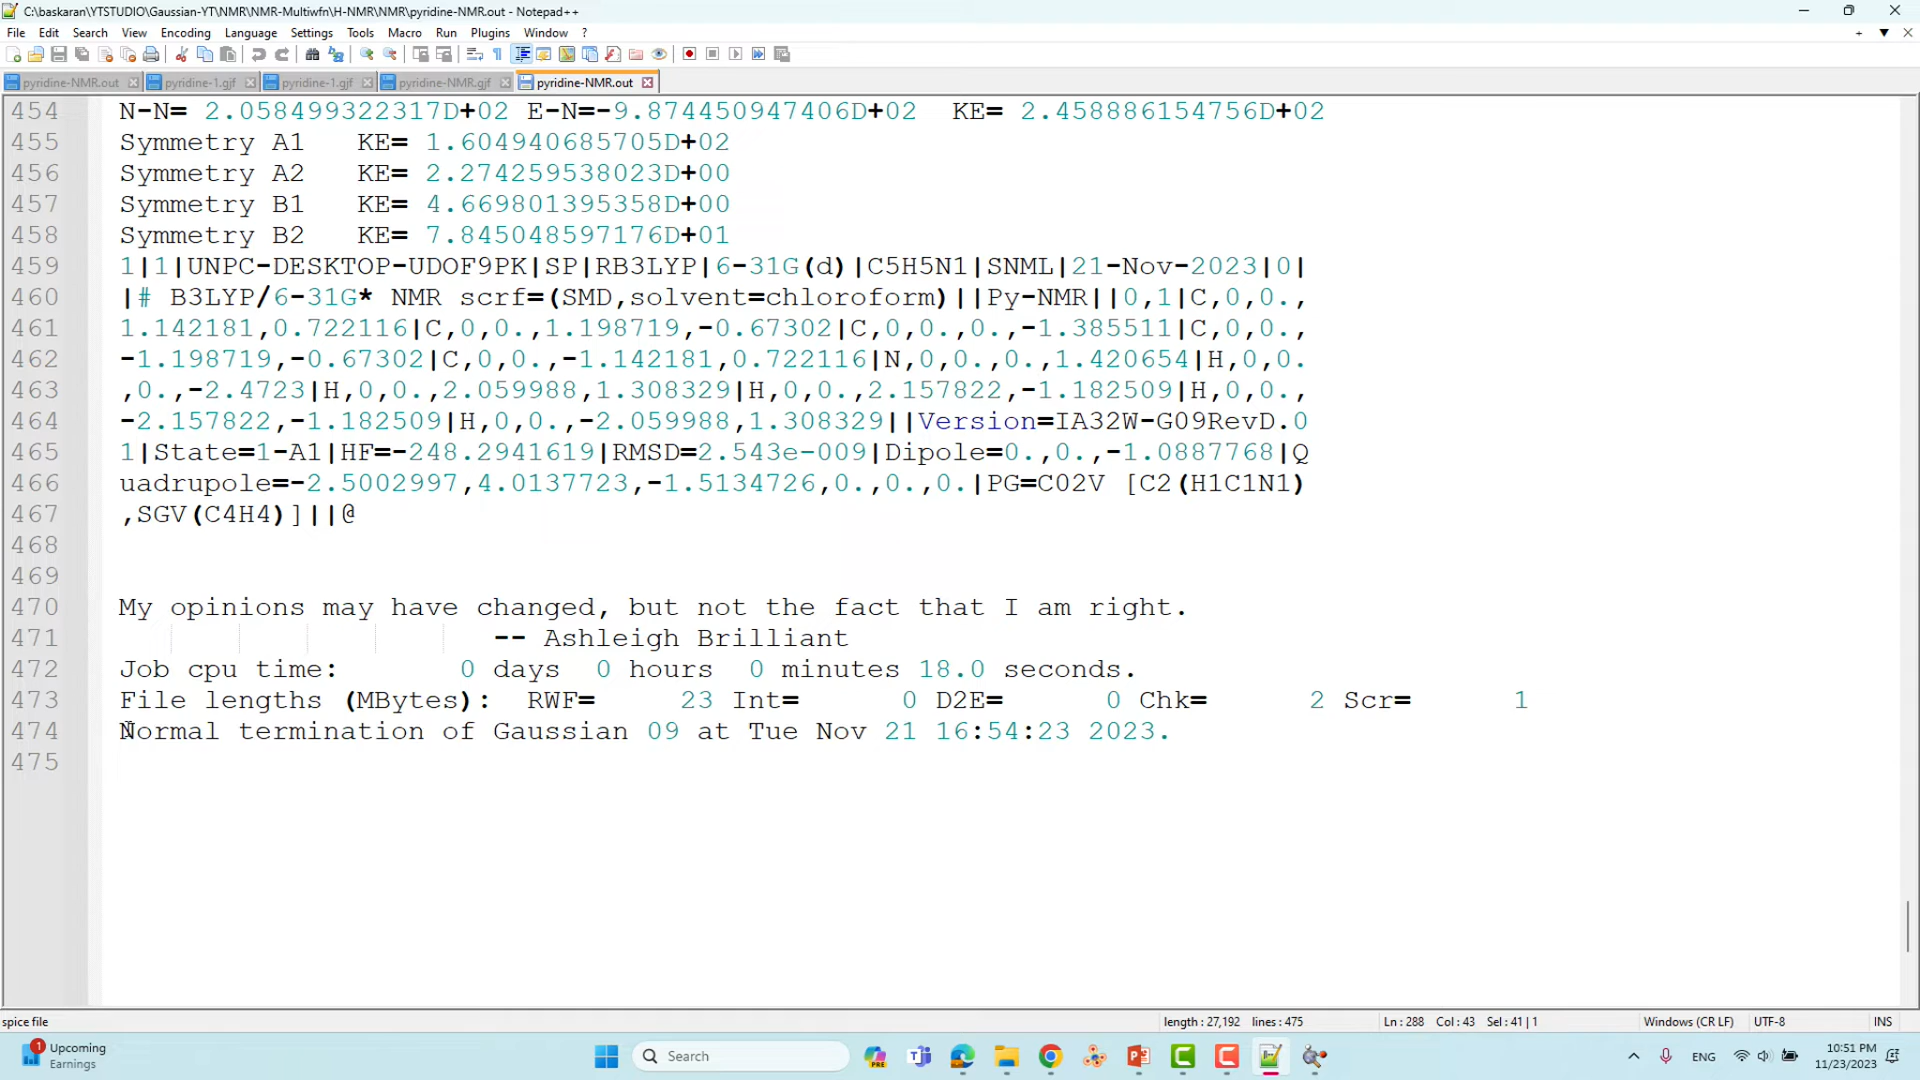 C:\baskaran\YTSTUDIO\Gaussian-YT\NMR\NMR-Multiwfn\H-NMR\NMR\pyridine-NMR.out - Notepad++
File Edit Search View Encoding Language Settings Tools Macro Run Plugins Window ?
pyridine-NMR.out pyridine-1.gif pyridine-1.gjf pyridine-NMR.gjf pyridine-NMR.out
454 N-N= 2.058499322317D+02 E-N=-9.874450947406D+02 KE= 2.458886154756D+02
455 Symmetry A1 KE= 1.604940685705D+02
456 Symmetry A2 KE= 2.274259538023D+00
457 Symmetry B1 KE= 4.669801395358D+00
458 Symmetry B2 KE= 7.845048597176D+01
459 1|1|UNPC-DESKTOP-UDOF9PK|SP|RB3LYP|6-31G(d)|C5H5N1|SNML|21-Nov-2023|0|
460 |# B3LYP/6-31G* NMR scrf=(SMD,solvent=chloroform)||Py-NMR||0,1|C,0,0.,
461 1.142181,0.722116|C,0,0.,1.198719,-0.67302|C,0,0.,0.,-1.385511|C,0,0.,
462 -1.198719,-0.67302|C,0,0.,-1.142181,0.722116|N,0,0.,0.,1.420654|H,0,0.
463 ,0.,-2.4723|H,0,0.,2.059988,1.308329|H,0,0.,2.157822,-1.182509|H,0,0.,
464 -2.157822,-1.182509|H,0,0.,-2.059988,1.308329||Version=IA32W-G09RevD.0
465 1|State=1-A1|HF=-248.2941619|RMSD=2.543e-009|Dipole=0.,0.,-1.0887768|Q
466 uadrupole=-2.5002997,4.0137723,-1.5134726,0.,0.,0.|PG=C02V [C2(H1C1N1)
467 ,SGV(C4H4)]||@
468
469
470 My opinions may have changed, but not the fact that I am right.
471 -- Ashleigh Brilliant
472 Job cpu time: 0 days 0 hours 0 minutes 18.0 seconds.
473 File lengths (MBytes): RWF= 23 Int= 0 D2E= 0 Chk= 2 Scr= 1
474 Normal termination of Gaussian 09 at Tue Nov 21 16:54:23 2023.
475
spice file length : 27,192 lines : 475 Ln : 288 Col : 43 Sel : 41 | 1 Windows (CR LF) UTF-8 INS
1 Upcoming
Earnings
Search
ENG
10:51 PM
11/23/2023